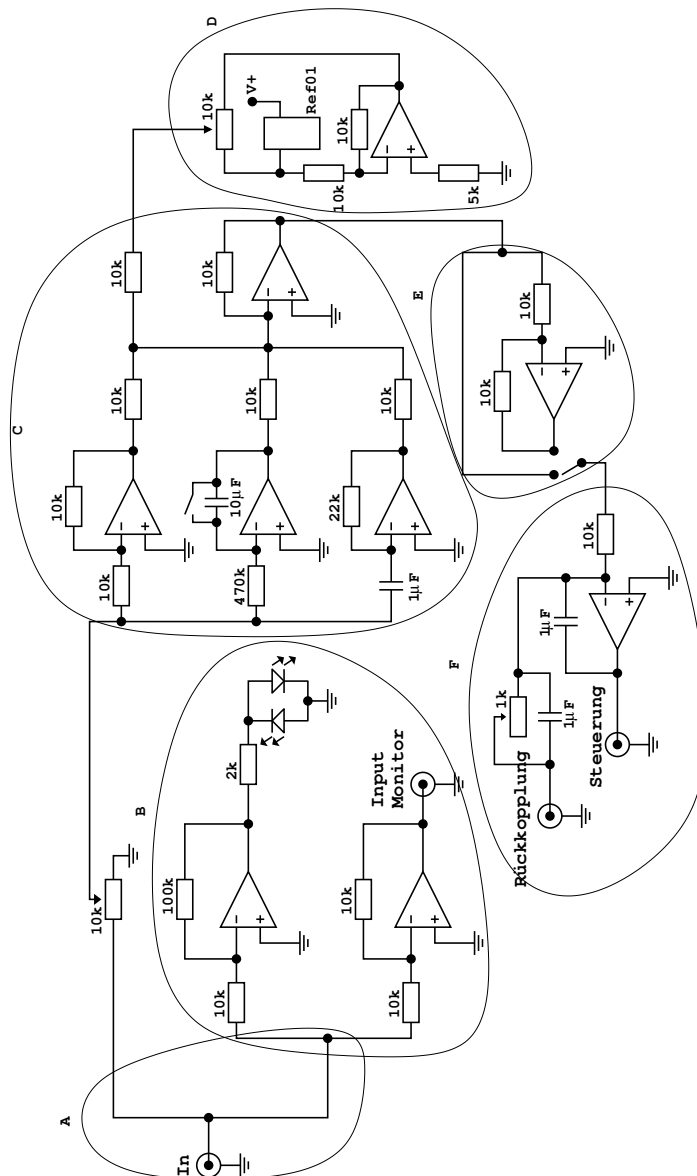 A
In
10k
B
10k
100k
− +
2k
10k
10k
− +
Input
Monitor
C
10k
10k
− +
10k
470k
10µF
− +
10k
1µF
22k
− +
10k
10k
10k
− +
D
10k
V+
Ref01
10k
10k
− +
5k
E
10k
10k
− +
F
10k
− +
1µF
1k
1µF
Rückkopplung
Steuerung